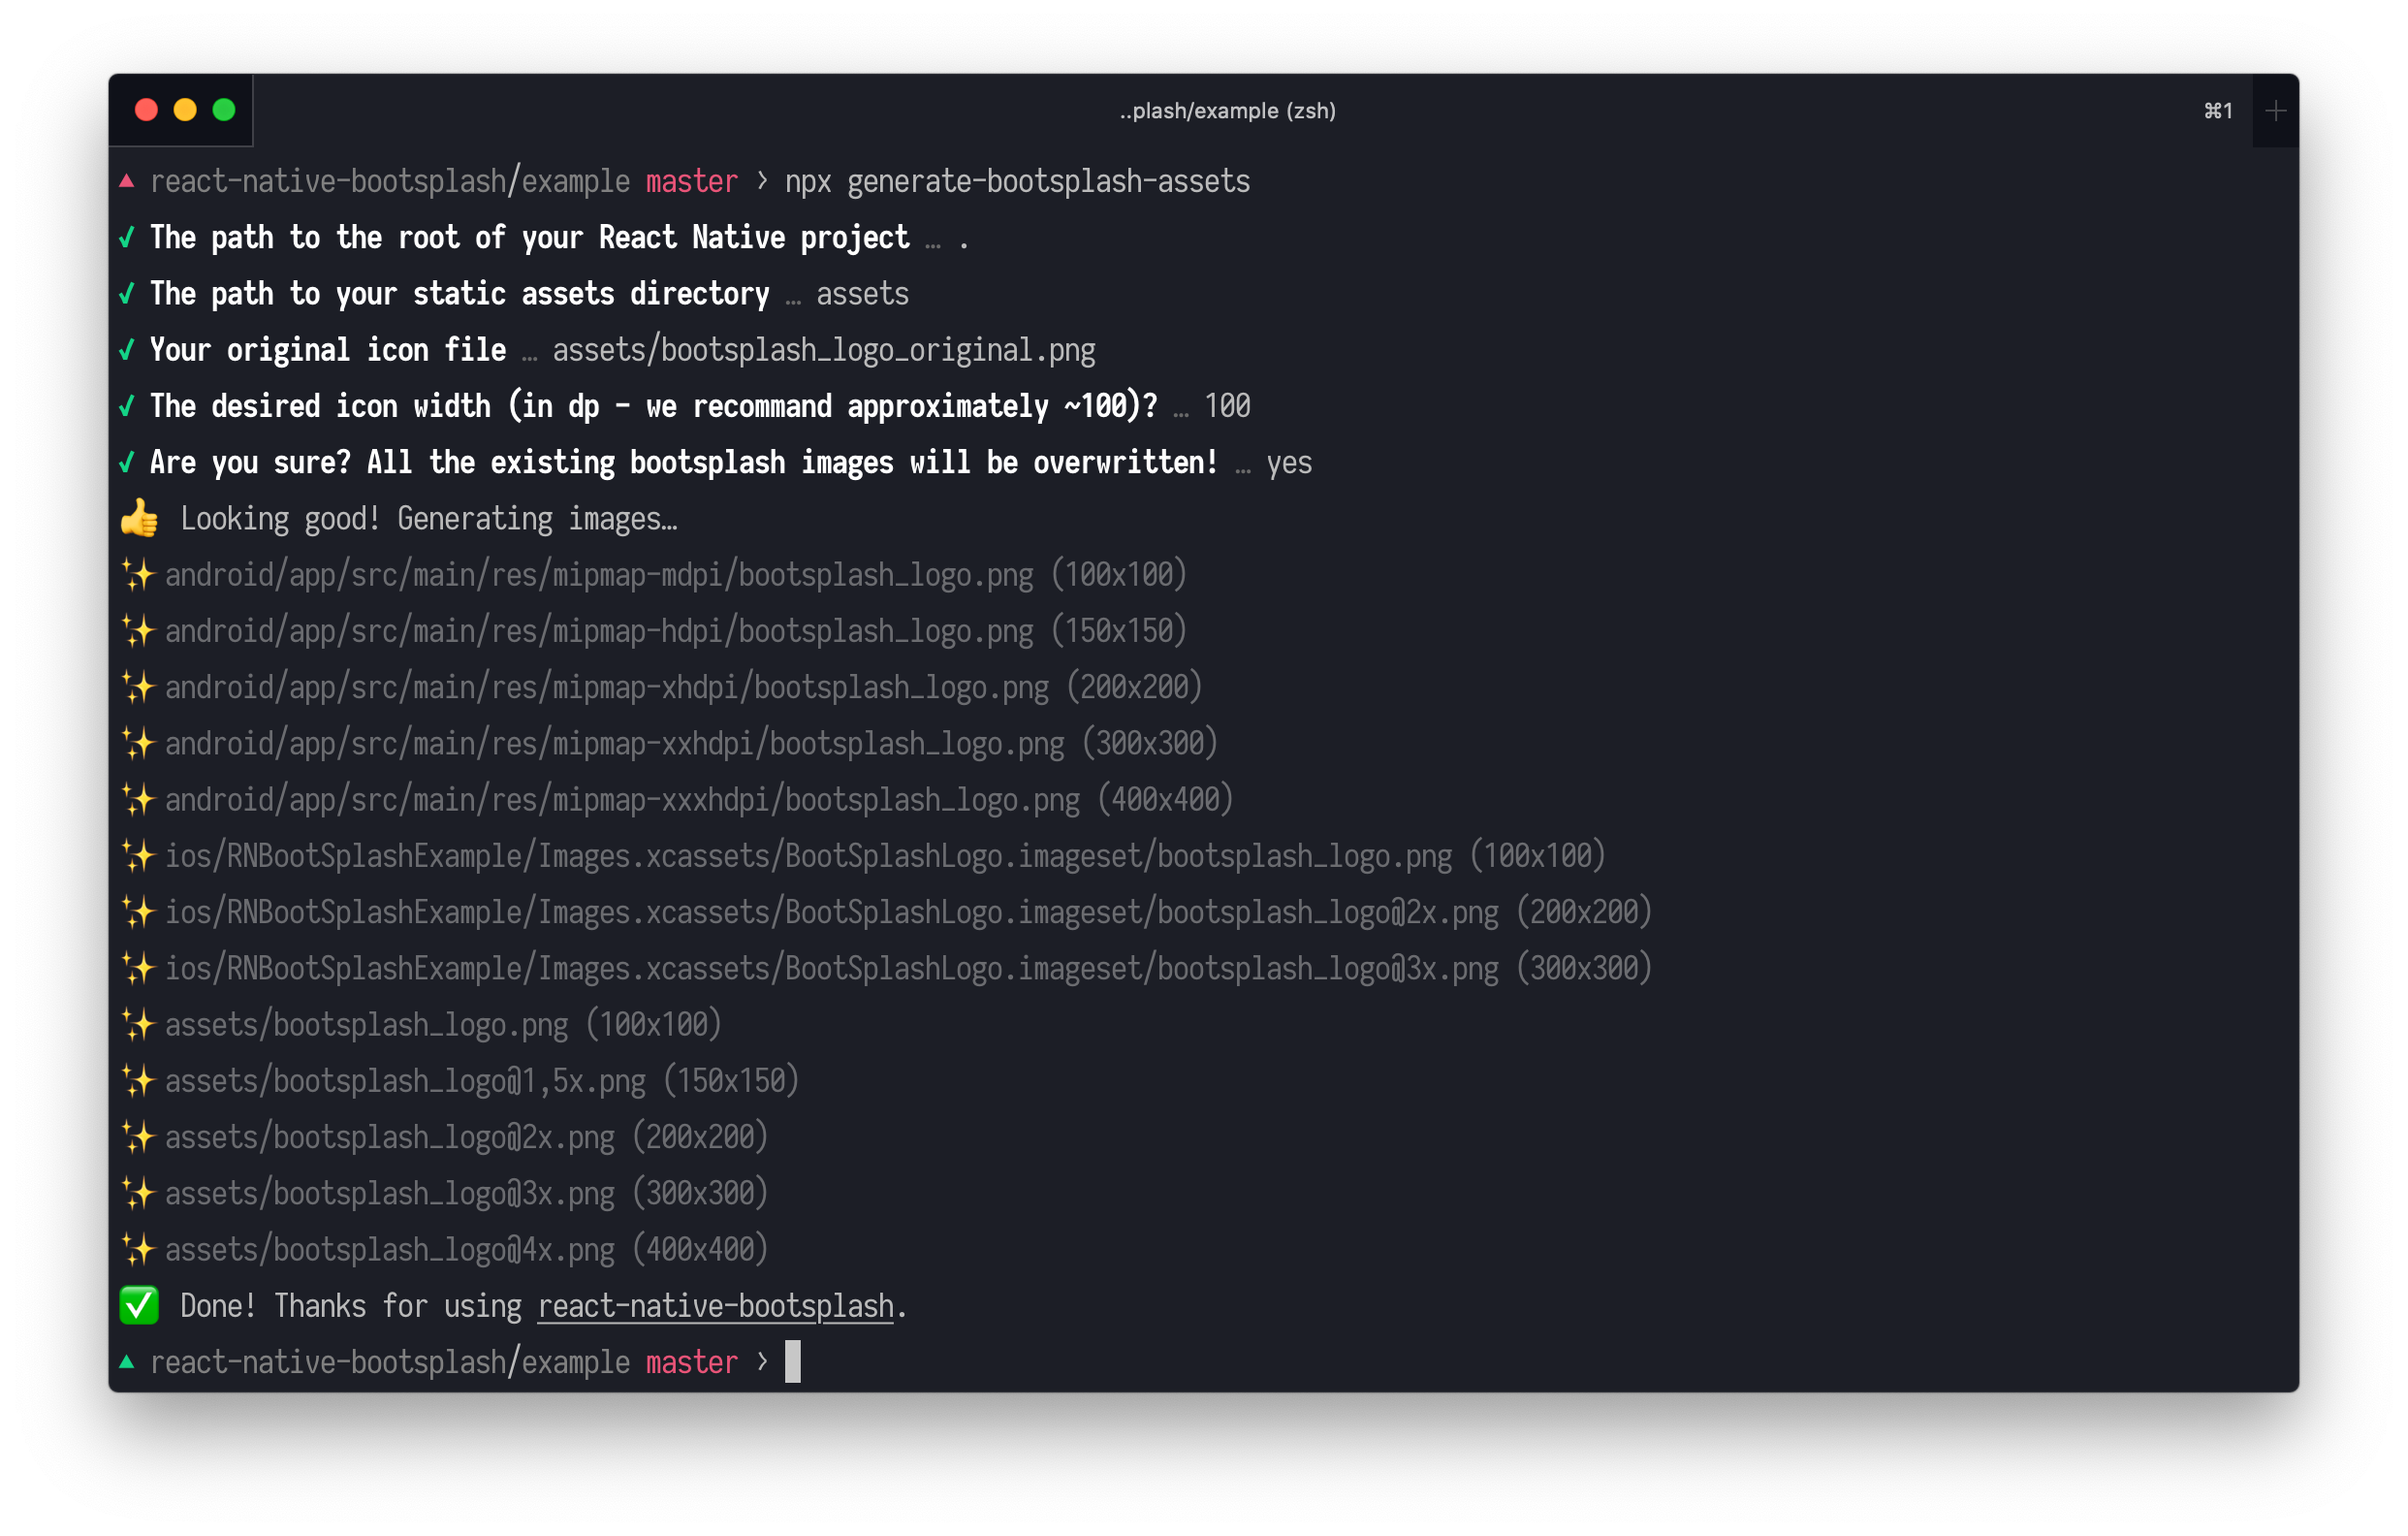 ..plash/example (zsh) ⌘1 +
▲ react-native-bootsplash/example master › npx generate-bootsplash-assets
✓ The path to the root of your React Native project … .
✓ The path to your static assets directory … assets
✓ Your original icon file … assets/bootsplash_logo_original.png
✓ The desired icon width (in dp - we recommand approximately ~100)? … 100
✓ Are you sure? All the existing bootsplash images will be overwritten! … yes
👍 Looking good! Generating images…
✨ android/app/src/main/res/mipmap-mdpi/bootsplash_logo.png (100x100)
✨ android/app/src/main/res/mipmap-hdpi/bootsplash_logo.png (150x150)
✨ android/app/src/main/res/mipmap-xhdpi/bootsplash_logo.png (200x200)
✨ android/app/src/main/res/mipmap-xxhdpi/bootsplash_logo.png (300x300)
✨ android/app/src/main/res/mipmap-xxxhdpi/bootsplash_logo.png (400x400)
✨ ios/RNBootSplashExample/Images.xcassets/BootSplashLogo.imageset/bootsplash_logo.png (100x100)
✨ ios/RNBootSplashExample/Images.xcassets/BootSplashLogo.imageset/bootsplash_logo@2x.png (200x200)
✨ ios/RNBootSplashExample/Images.xcassets/BootSplashLogo.imageset/bootsplash_logo@3x.png (300x300)
✨ assets/bootsplash_logo.png (100x100)
✨ assets/bootsplash_logo@1,5x.png (150x150)
✨ assets/bootsplash_logo@2x.png (200x200)
✨ assets/bootsplash_logo@3x.png (300x300)
✨ assets/bootsplash_logo@4x.png (400x400)
✅ Done! Thanks for using react-native-bootsplash.
▲ react-native-bootsplash/example master ›